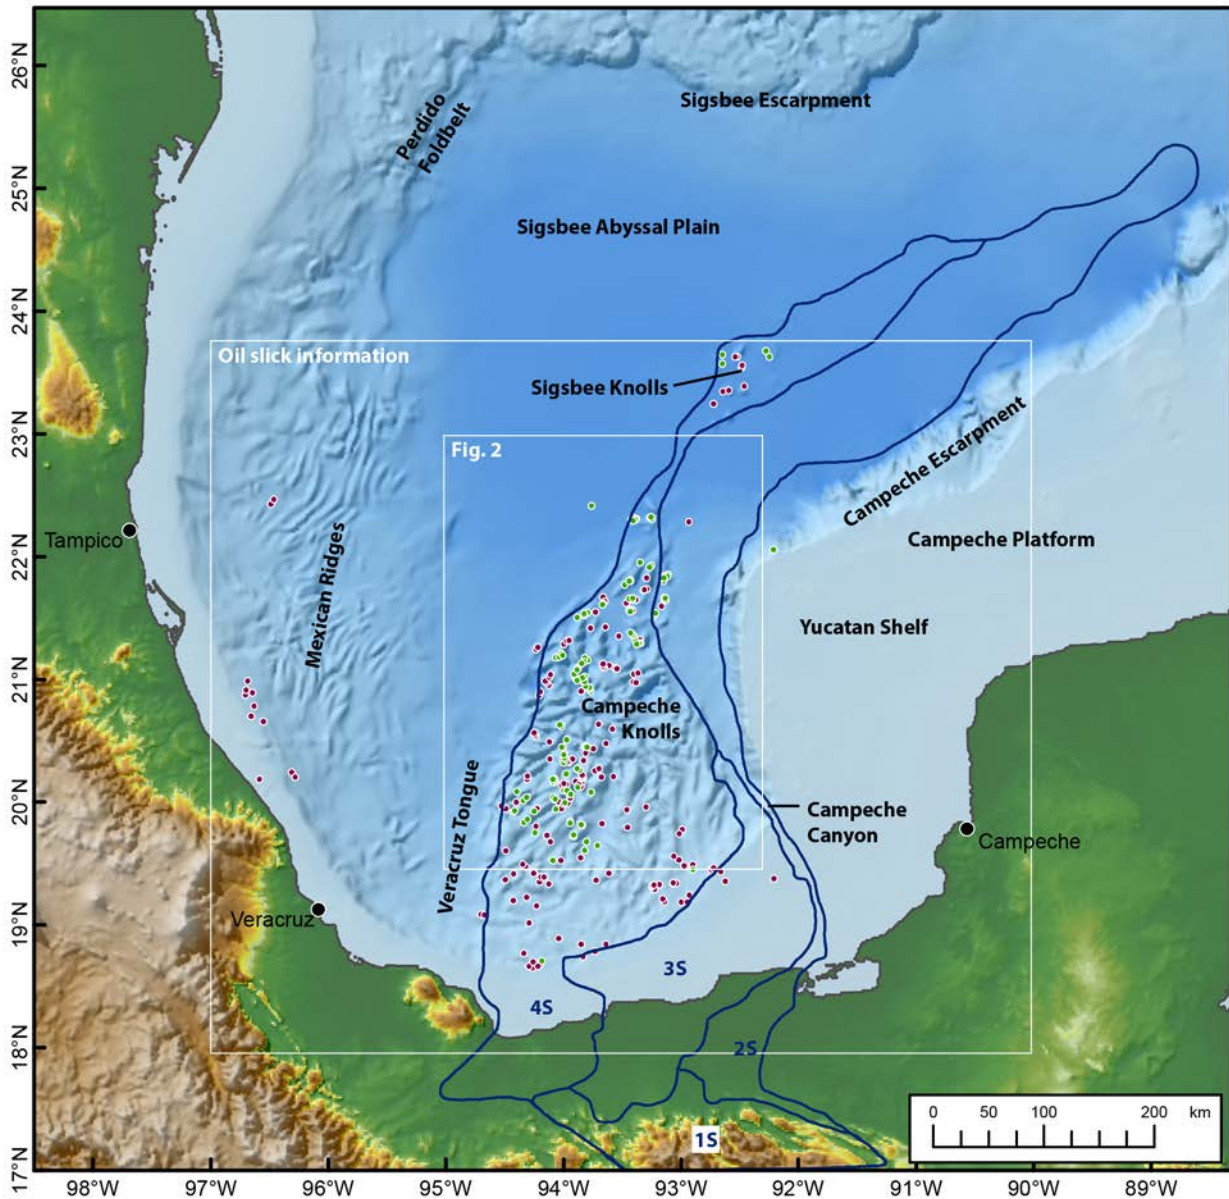 26°N
25°N
24°N
23°N
22°N
21°N
20°N
19°N
18°N
17°N
Perdido
Foldbelt
Sigsbee Escarpment
Sigsbee Abyssal Plain
Oil slick information
Sigsbee Knolls
Fig. 2
Campeche Escarpment
Tampico
Mexican Ridges
Campeche Platform
Yucatan Shelf
Campeche
Knolls
Veracruz Tongue
Campeche
Canyon
Campeche
Veracruz
3S
4S
2S
1S
0 50 100 200 km
98°W 97°W 96°W 95°W 94°W 93°W 92°W 91°W 90°W 89°W